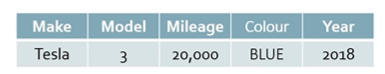 Make Model Mileage Colour Year
Tesla 3 20,000 BLUE 2018